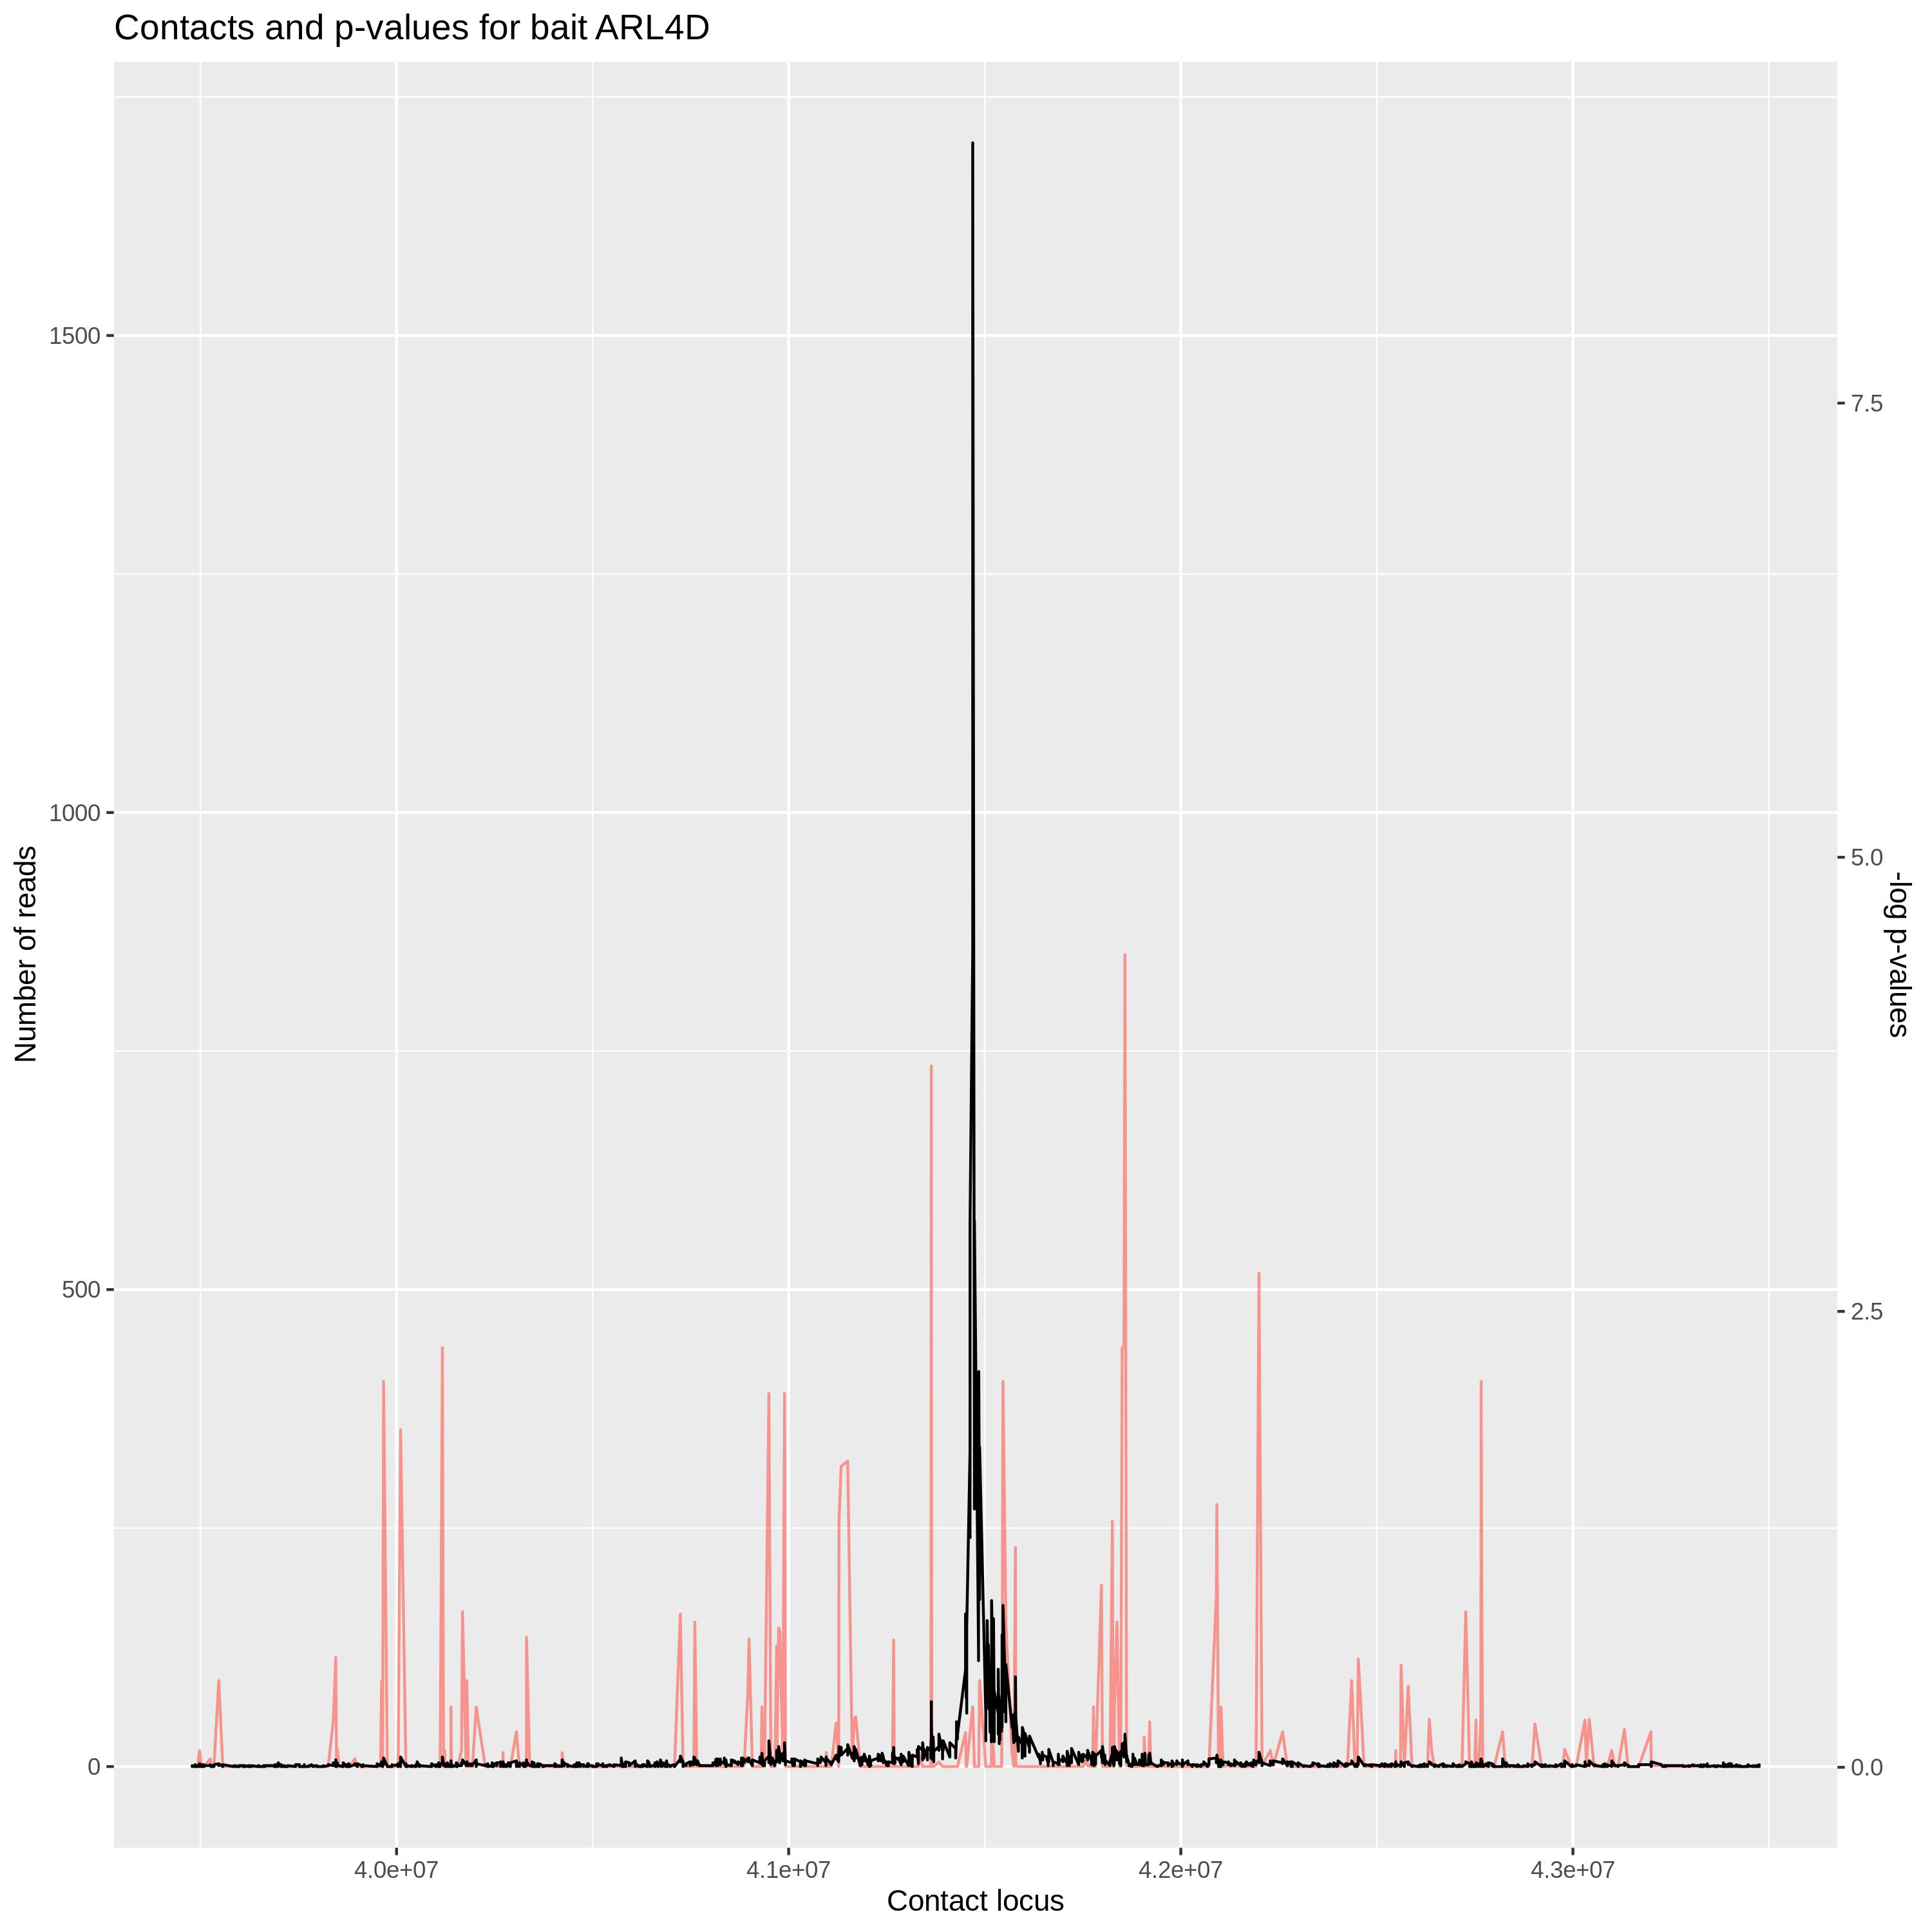 Contacts and p-values for bait ARL4D
1500
1000
500
0
Number of reads
7.5
5.0
2.5
0.0
-log p-values
4.0e+07
4.1e+07
4.2e+07
4.3e+07
Contact locus